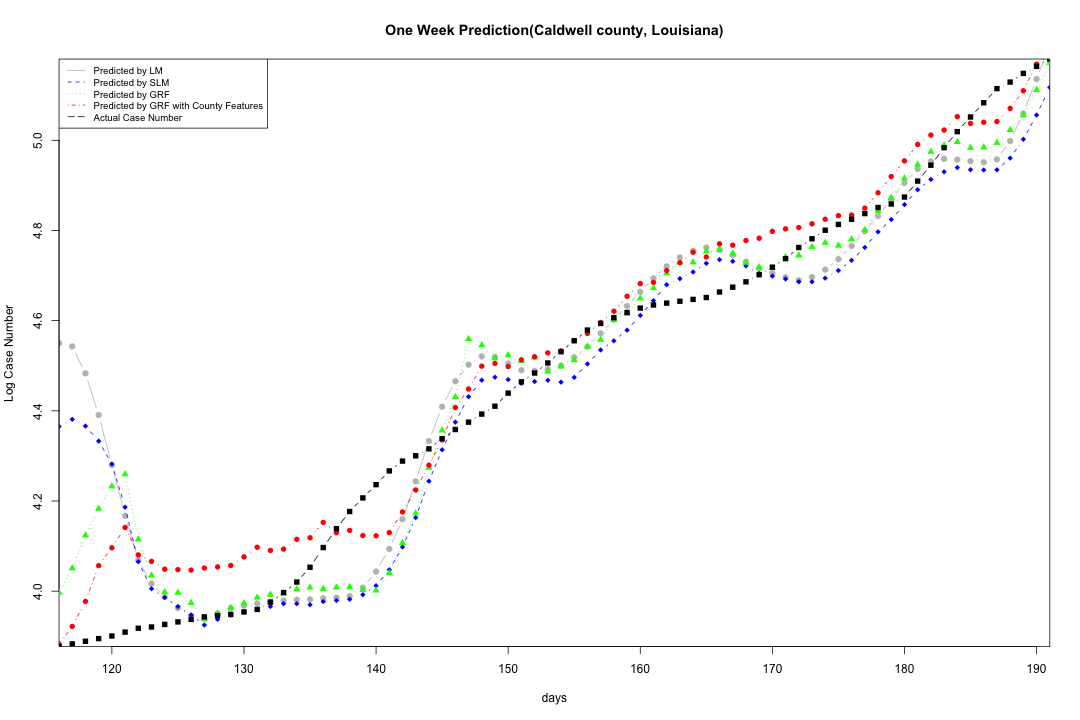 One Week Prediction(Caldwell county, Louisiana)
Predicted by LM
Predicted by SLM
Predicted by GRF
Predicted by GRF with County Features
Actual Case Number
Log Case Number
5.0
4.8
4.6
4.4
4.2
4.0
120 130 140 150 160 170 180 190
days